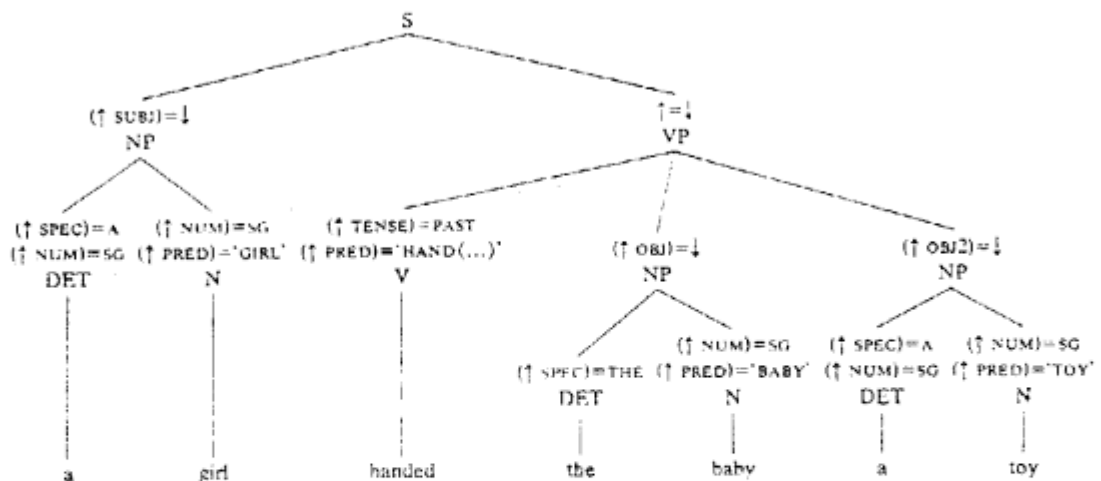 S
(↑ SUBJ)=↓ ↑=↓
NP VP
(↑ SPEC)=A (↑ NUM)=SG (↑ TENSE)=PAST
(↑ NUM)=SG (↑ PRED)='GIRL' (↑ PRED)='HAND(...)' (↑ OBJ)=↓ (↑ OBJ2)=↓
DET N V NP NP
(↑ NUM)=SG (↑ SPEC)=A (↑ NUM)=SG
(↑ SPEC)=THE (↑ PRED)='BABY' (↑ NUM)=SG (↑ PRED)='TOY'
DET N DET N
a girl handed the baby a toy